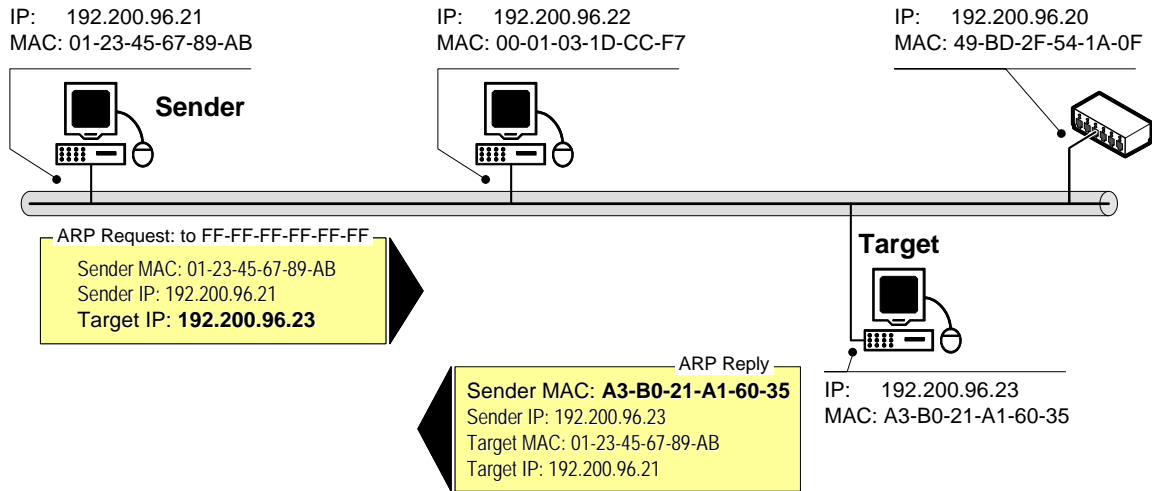 IP: 192.200.96.21
MAC: 01-23-45-67-89-AB
IP: 192.200.96.22
MAC: 00-01-03-1D-CC-F7
IP: 192.200.96.20
MAC: 49-BD-2F-54-1A-0F
Sender
ARP Request: to FF-FF-FF-FF-FF-FF
Sender MAC: 01-23-45-67-89-AB
Sender IP: 192.200.96.21
Target IP: 192.200.96.23
Target
ARP Reply
Sender MAC: A3-B0-21-A1-60-35
Sender IP: 192.200.96.23
Target MAC: 01-23-45-67-89-AB
Target IP: 192.200.96.21
IP: 192.200.96.23
MAC: A3-B0-21-A1-60-35